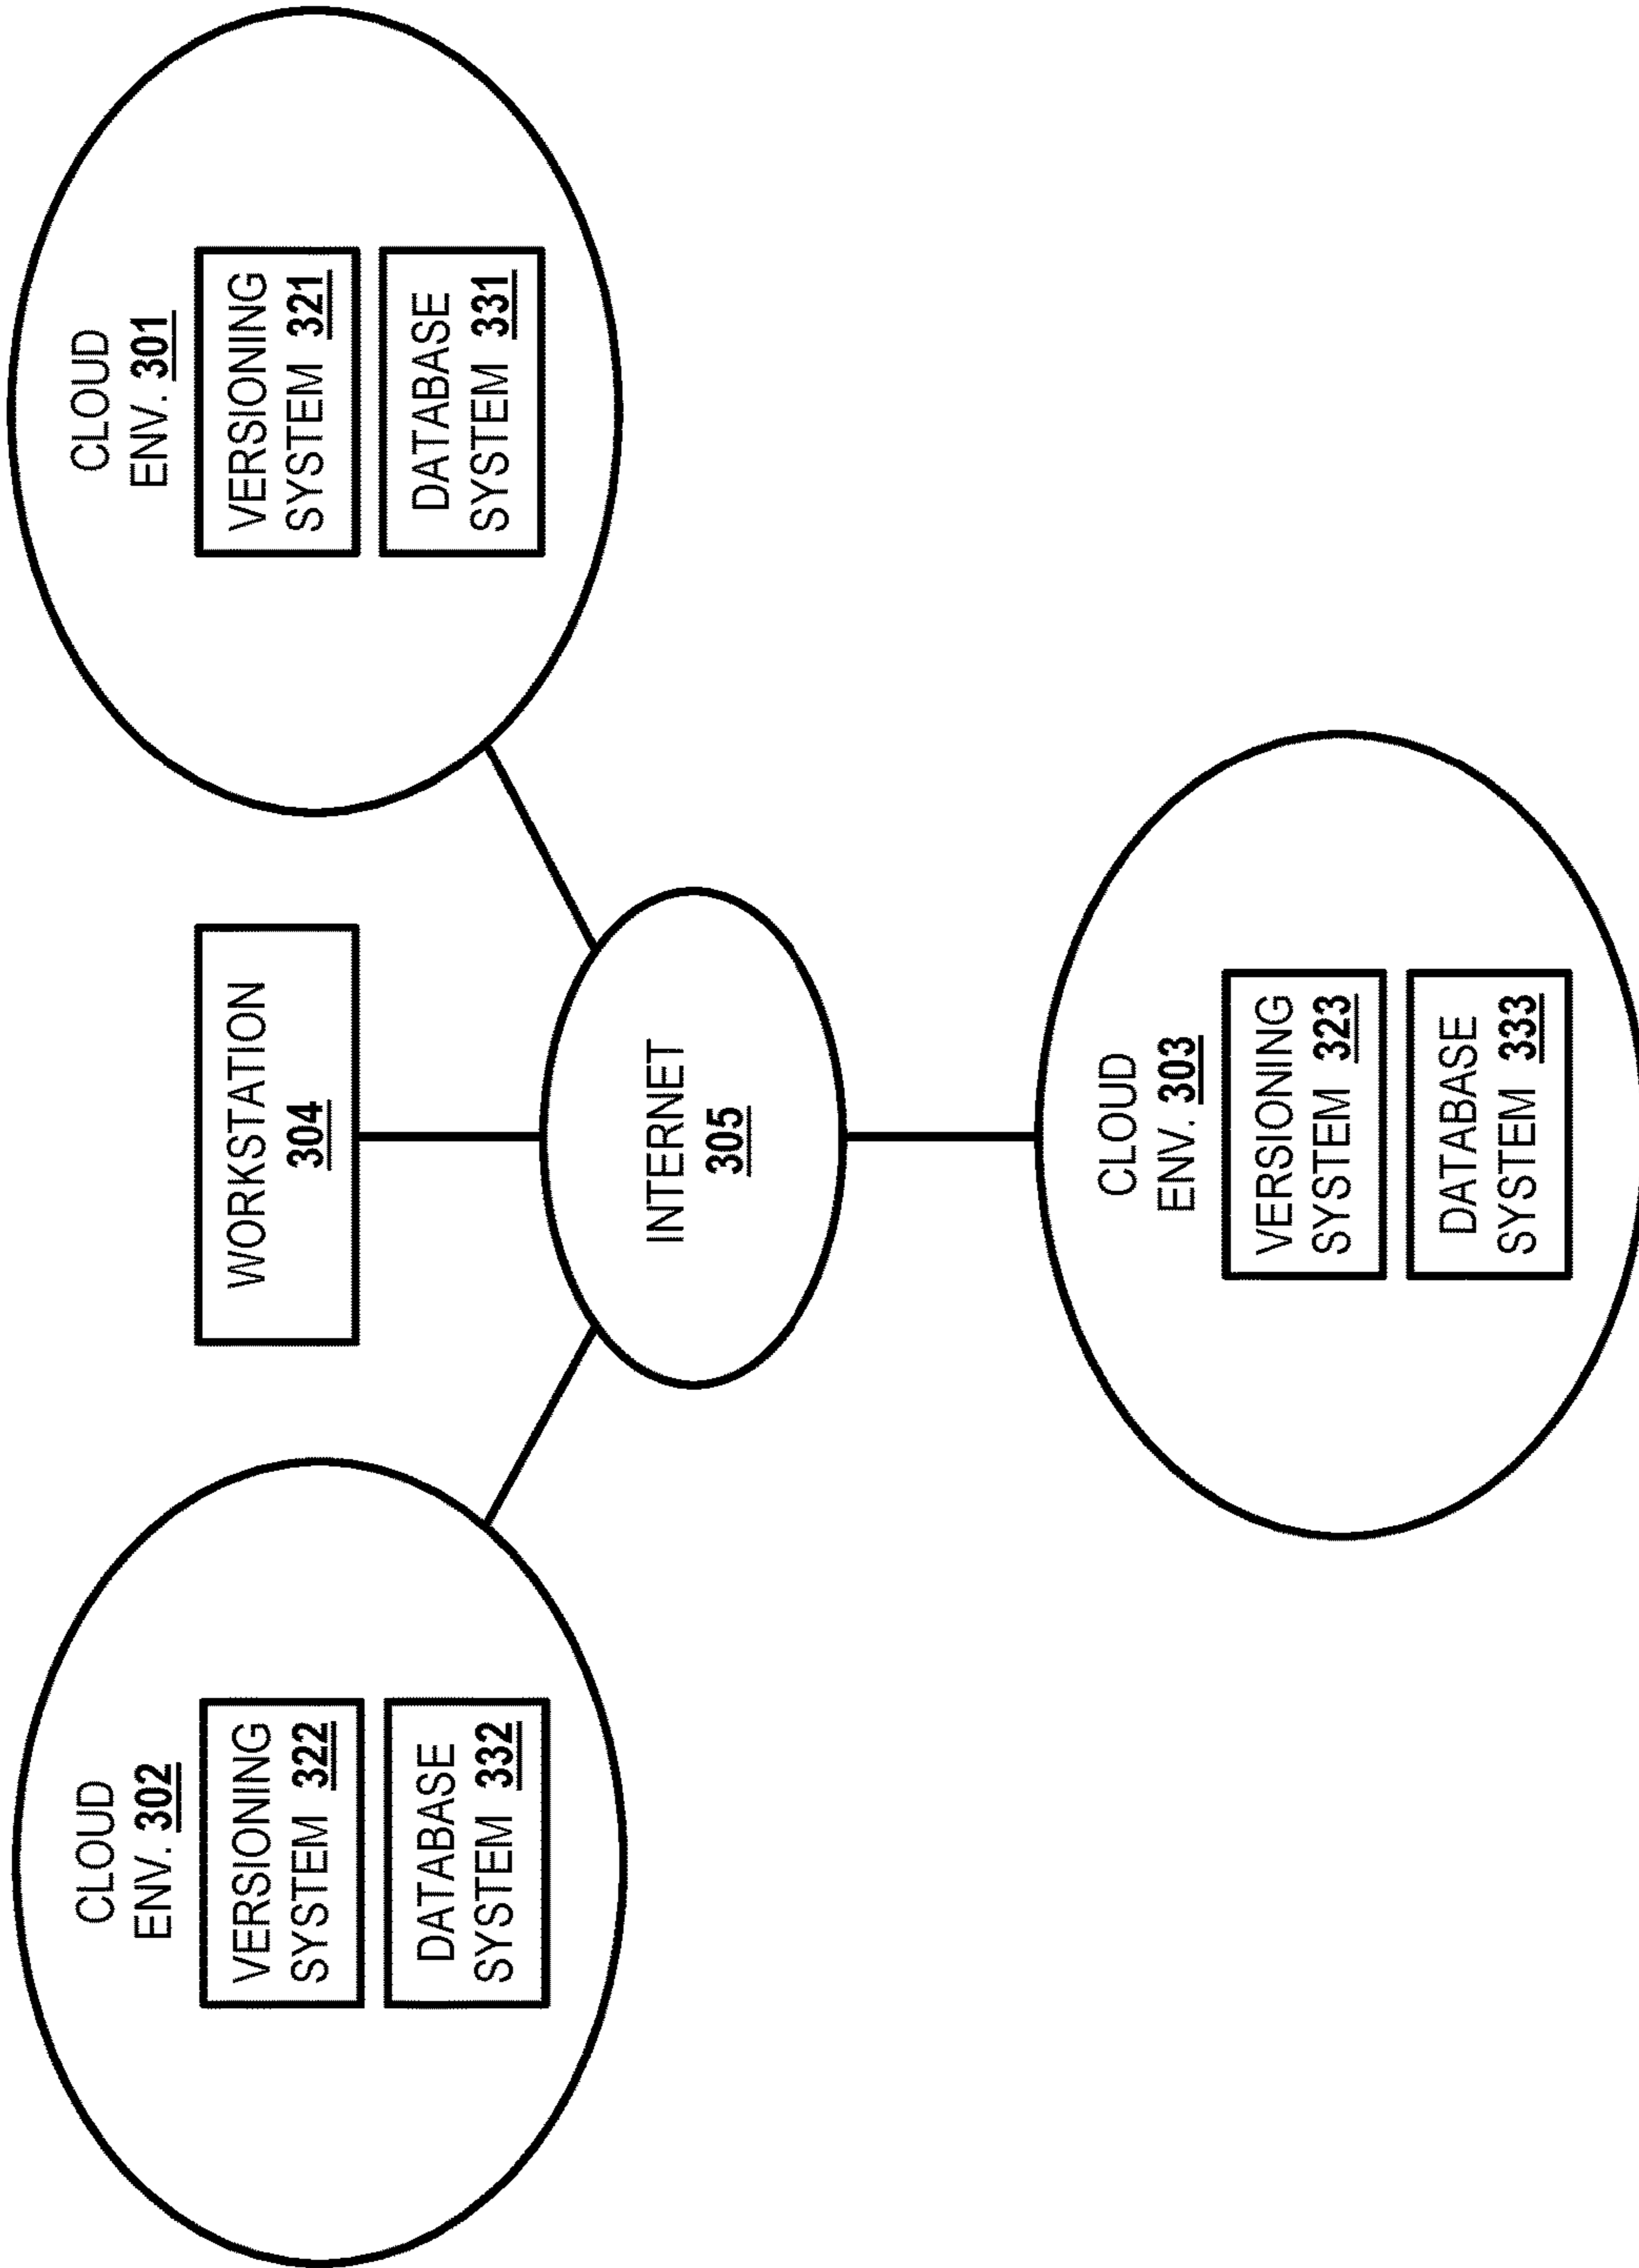 CLOUD
ENV. 302
VERSIONING
SYSTEM 322
DATABASE
SYSTEM 332
WORKSTATION
304
INTERNET
305
CLOUD
ENV. 301
VERSIONING
SYSTEM 321
DATABASE
SYSTEM 331
CLOUD
ENV. 303
VERSIONING
SYSTEM 323
DATABASE
SYSTEM 333